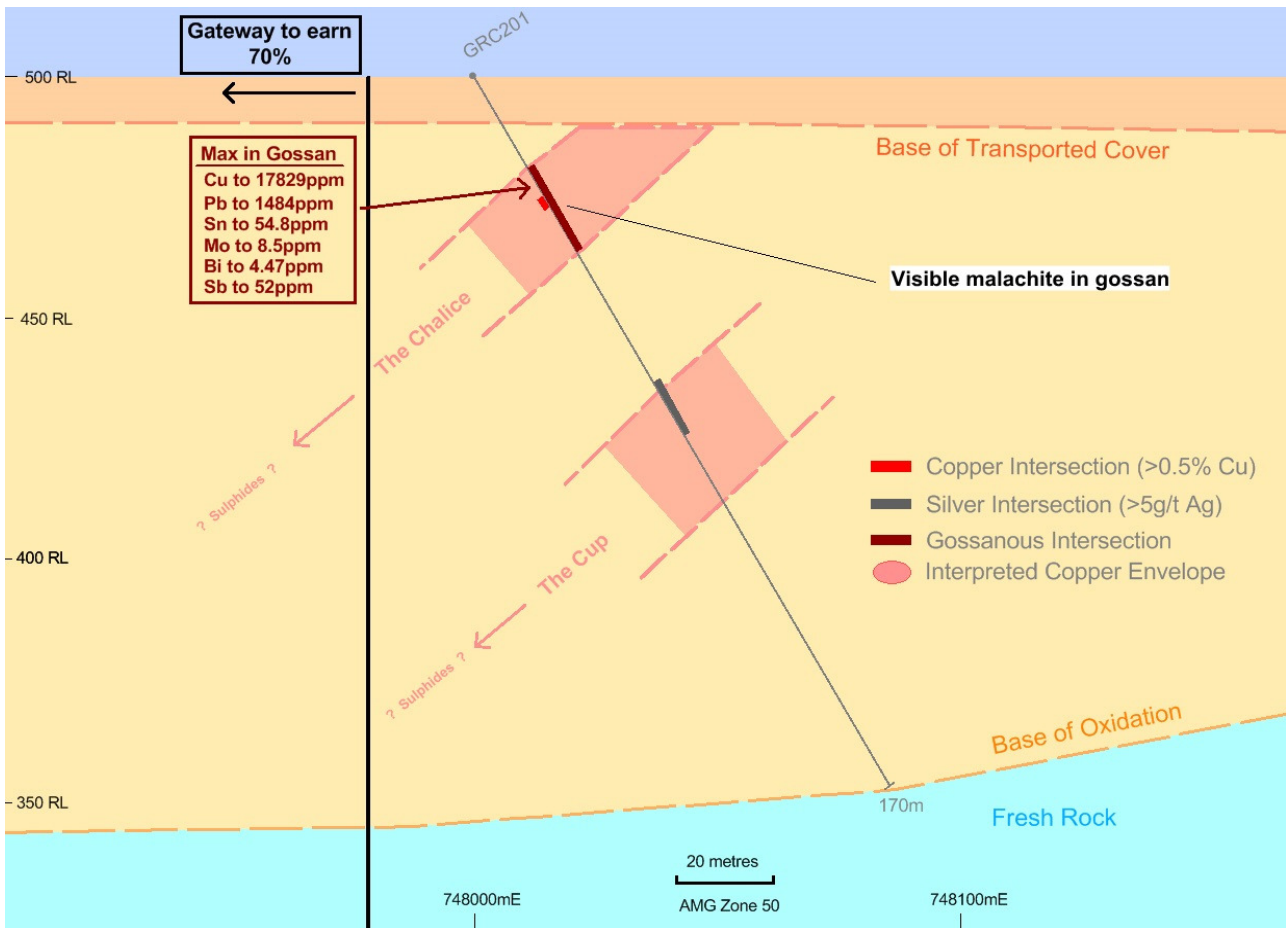 Gateway to earn
70%
GRC201
500 RL
Max in Gossan
Cu to 17829ppm
Pb to 1484ppm
Sn to 54.8ppm
Mo to 8.5ppm
Bi to 4.47ppm
Sb to 52ppm
Base of Transported Cover
Visible malachite in gossan
450 RL
The Chalice
? Sulphides ?
Copper Intersection (>0.5% Cu)
Silver Intersection (>5g/t Ag)
Gossanous Intersection
Interpreted Copper Envelope
400 RL
The Cup
? Sulphides ?
Base of Oxidation
350 RL
170m
Fresh Rock
20 metres
AMG Zone 50
748000mE
748100mE